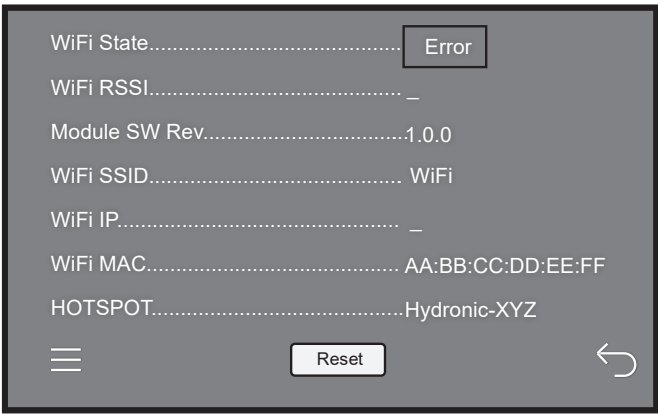 WiFi State.......................................... Error
WiFi RSSI.......................................... _
Module SW Rev..................................1.0.0
WiFi SSID.......................................... WiFi
WiFi IP............................................... _
WiFi MAC.......................................... AA:BB:CC:DD:EE:FF
HOTSPOT..........................................Hydronic-XYZ
Reset